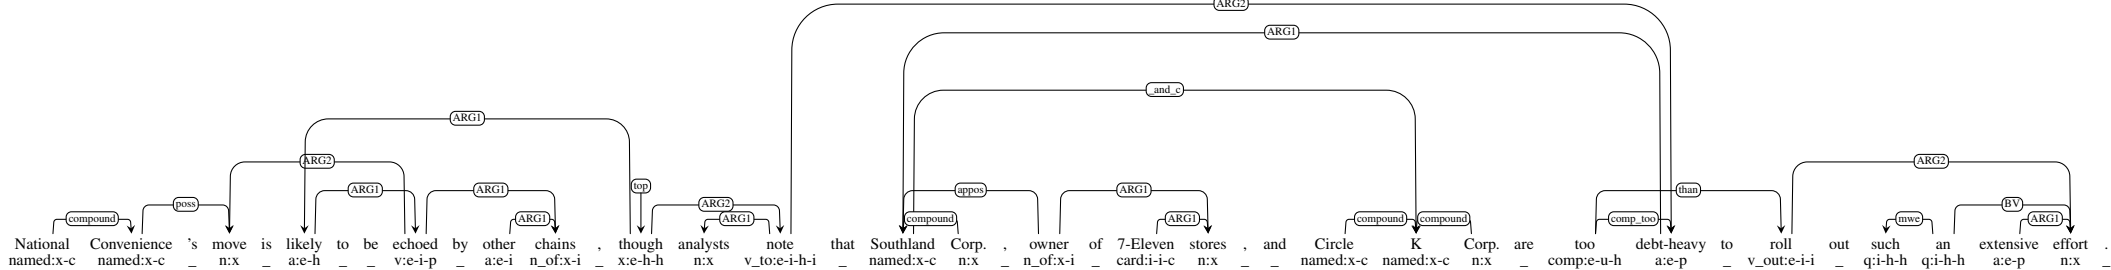 ARG2
ARG1
_and_c
ARG1
ARG2 ARG2
ARG1 ARG1 top appos ARG1 than
poss ARG2 BV
compound ARG1 ARG1 compound ARG1 compound compound comp_too mwe ARG1
National Convenience 's move is likely to be echoed by other chains , though analysts note that Southland Corp. , owner of 7-Eleven stores , and Circle K Corp. are too debt-heavy to roll out such an extensive effort .
named:x-c named:x-c _ n:x _ a:e-h _ _ v:e-i-p _ a:e-i n_of:x-i _ x:e-h-h n:x v_to:e-i-h-i _ named:x-c n:x _ n_of:x-i _ card:i-i-c n:x _ _ named:x-c named:x-c n:x _ comp:e-u-h a:e-p _ v_out:e-i-i _ q:i-h-h q:i-h-h a:e-p n:x _